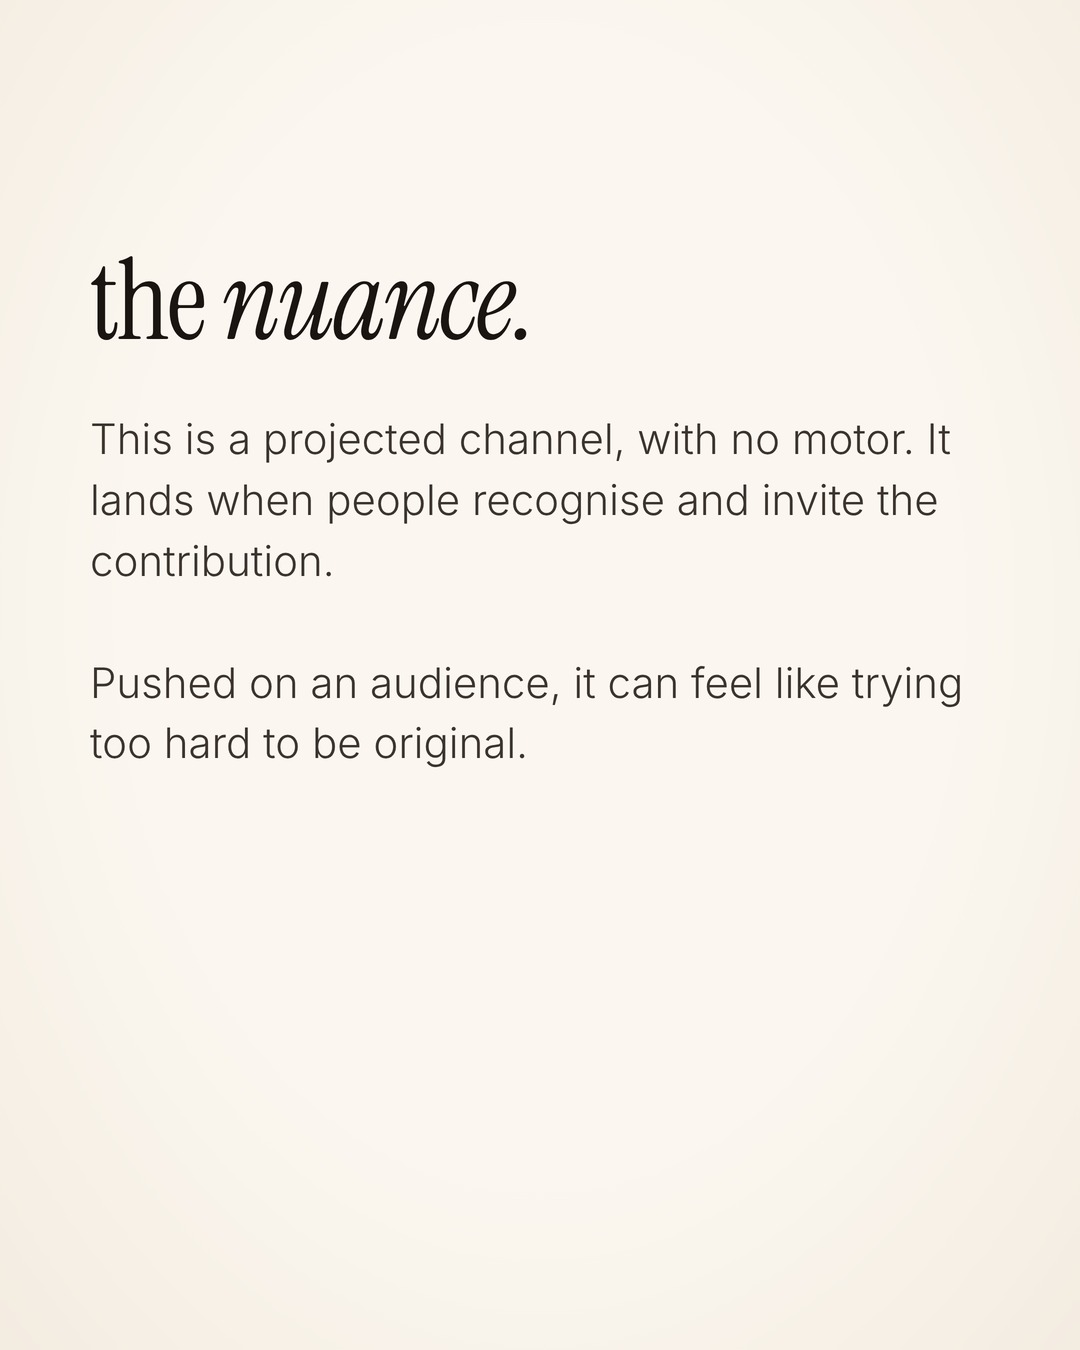 the nuance.
This is a projected channel, with no motor. It
lands when people recognise and invite the
contribution.
Pushed on an audience, it can feel like trying
too hard to be original.